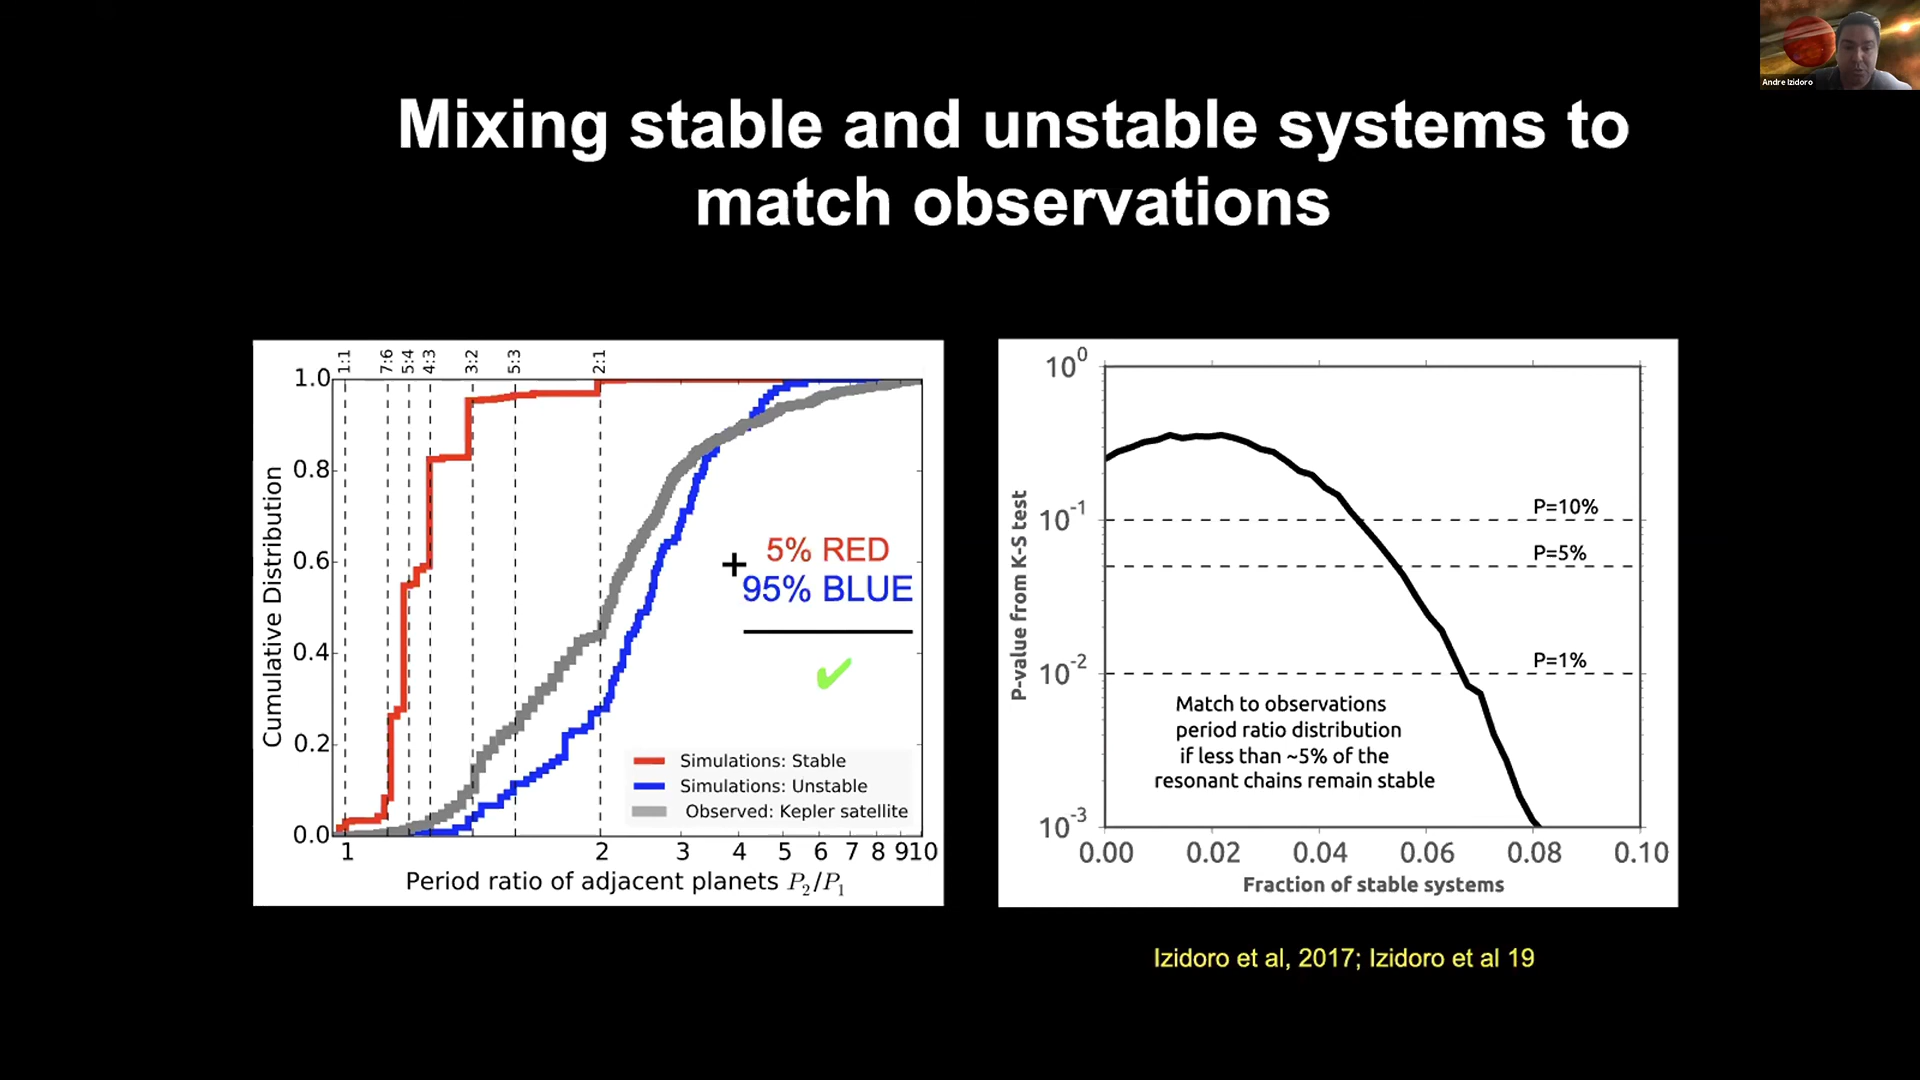 Andre Izidoro
Mixing stable and unstable systems to
match observations
1:1
7:6
5:4
4:3
3:2
5:3
2:1
1.0
0.8
0.6
0.4
0.2
0.0
Cumulative Distribution
+
5% RED
95% BLUE
✓
Simulations: Stable
Simulations: Unstable
Observed: Kepler satellite
1 2 3 4 5 6 7 8 910
Period ratio of adjacent planets P₂/P₁
10⁰
10⁻¹
10⁻²
10⁻³
P-value from K-S test
P=10%
P=5%
P=1%
Match to observations
period ratio distribution
if less than ~5% of the
resonant chains remain stable
0.00 0.02 0.04 0.06 0.08 0.10
Fraction of stable systems
Izidoro et al, 2017; Izidoro et al 19